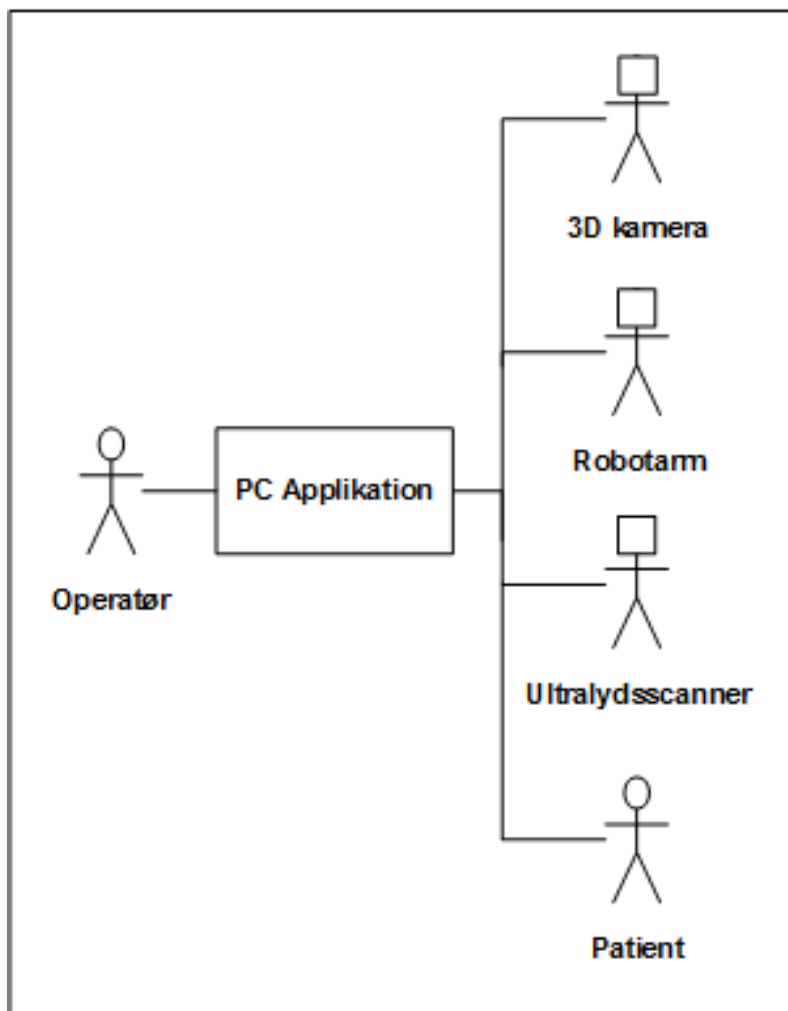 3D kamera
Robotarm
PC Applikation
Operatør
Ultralydsscanner
Patient